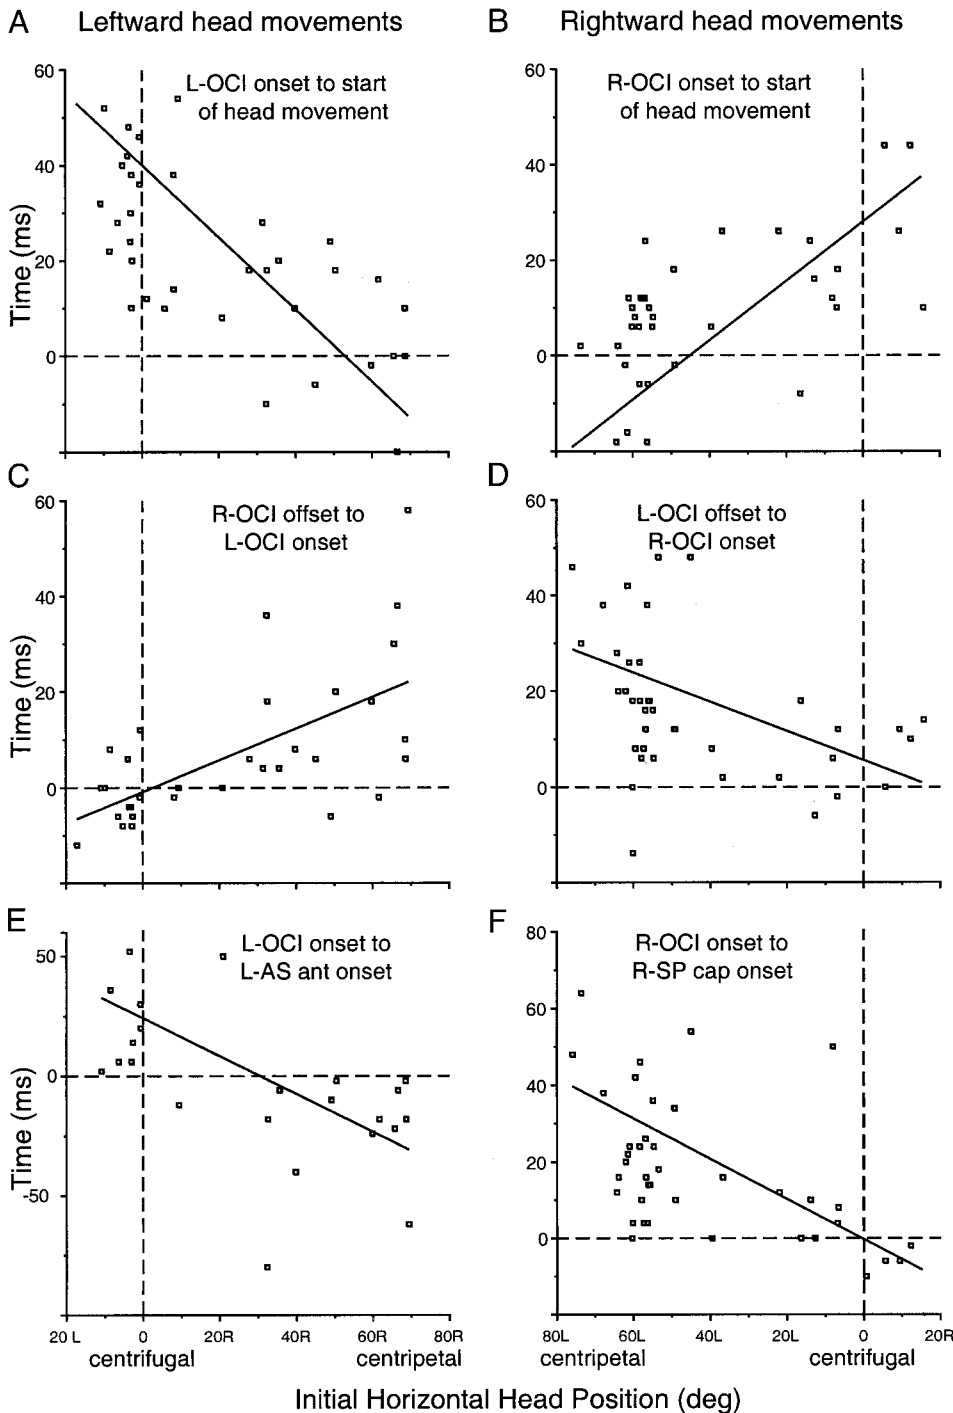 A Leftward head movements
B Rightward head movements
60
40
20
0
Time (ms)
L-OCI onset to start
of head movement
60
40
20
0
R-OCI onset to start
of head movement
C
60
40
20
0
Time (ms)
R-OCI offset to
L-OCI onset
D
60
40
20
0
L-OCI offset to
R-OCI onset
E
50
0
-50
Time (ms)
L-OCI onset to
L-AS ant onset
20 L 0 20R 40R 60R 80R
centrifugal centripetal
F
80
60
40
20
0
R-OCI onset to
R-SP cap onset
80L 60L 40L 20L 0 20R
centripetal centrifugal
Initial Horizontal Head Position (deg)